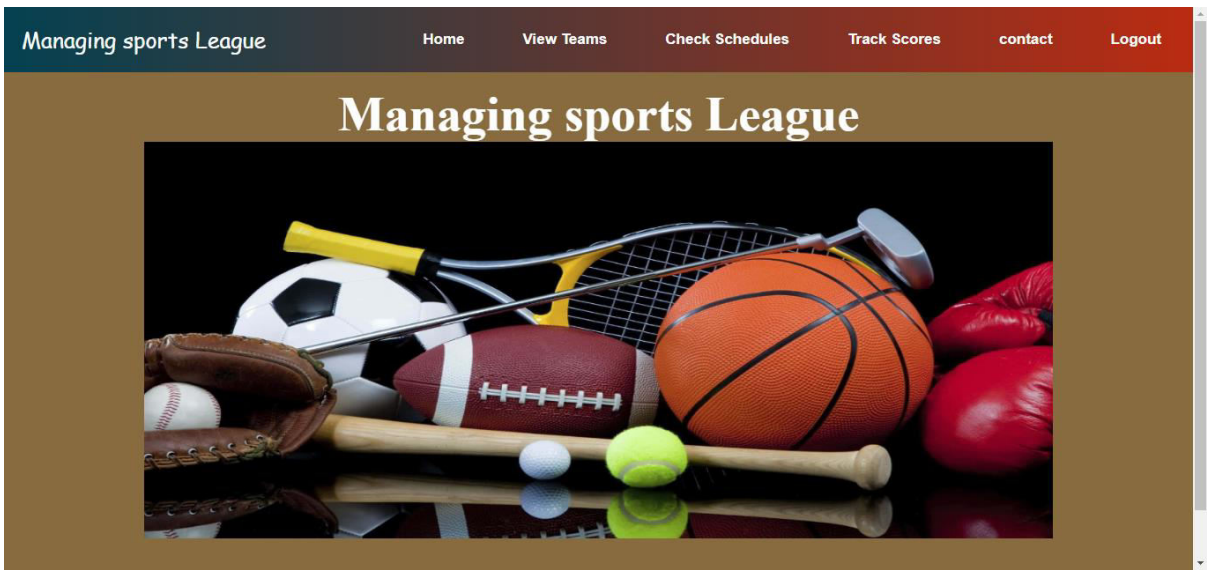 Managing sports League
Home View Teams Check Schedules Track Scores contact Logout
Managing sports League